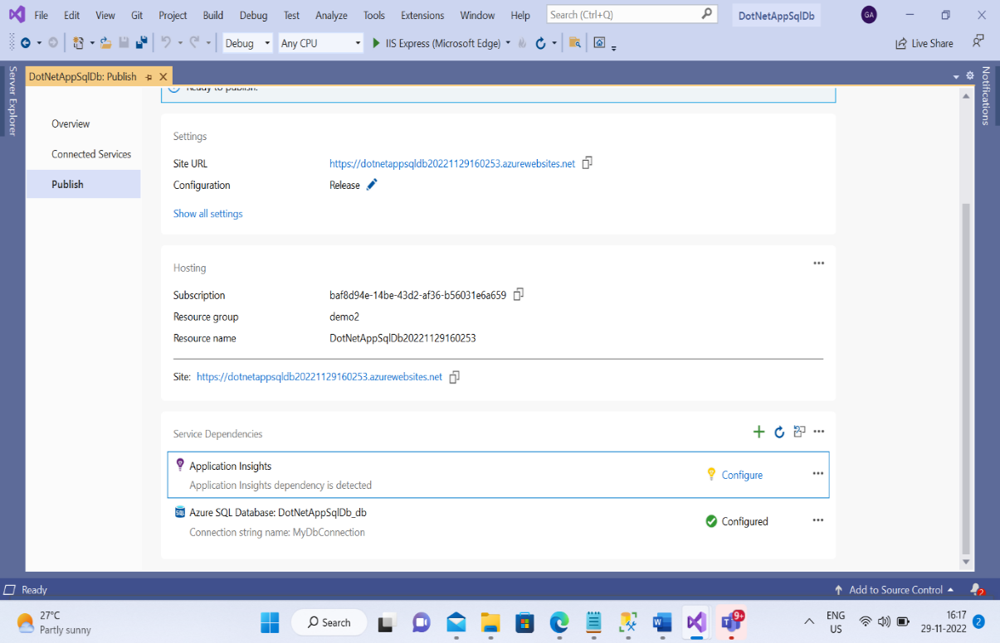 File Edit View Git Project Build Debug Test Analyze Tools Extensions Window Help Search (Ctrl+Q) DotNetAppSqlDb GA
Debug Any CPU IIS Express (Microsoft Edge) Live Share
Server Explorer
DotNetAppSqlDb: Publish
Notifications
Ready to publish.
Overview
Connected Services
Publish
Settings
Site URL https://dotnetappsqldb20221129160253.azurewebsites.net
Configuration Release
Show all settings
Hosting
Subscription baf8d94e-14be-43d2-af36-b56031e6a659
Resource group demo2
Resource name DotNetAppSqlDb20221129160253
Site: https://dotnetappsqldb20221129160253.azurewebsites.net
Service Dependencies
Application Insights
Application Insights dependency is detected
Configure
SQL Azure SQL Database: DotNetAppSqlDb_db
Connection string name: MyDbConnection
Configured
Ready Add to Source Control 2
27°C
Partly sunny
Search
W
T 9+
ENG
US
16:17
29-11-2022
2